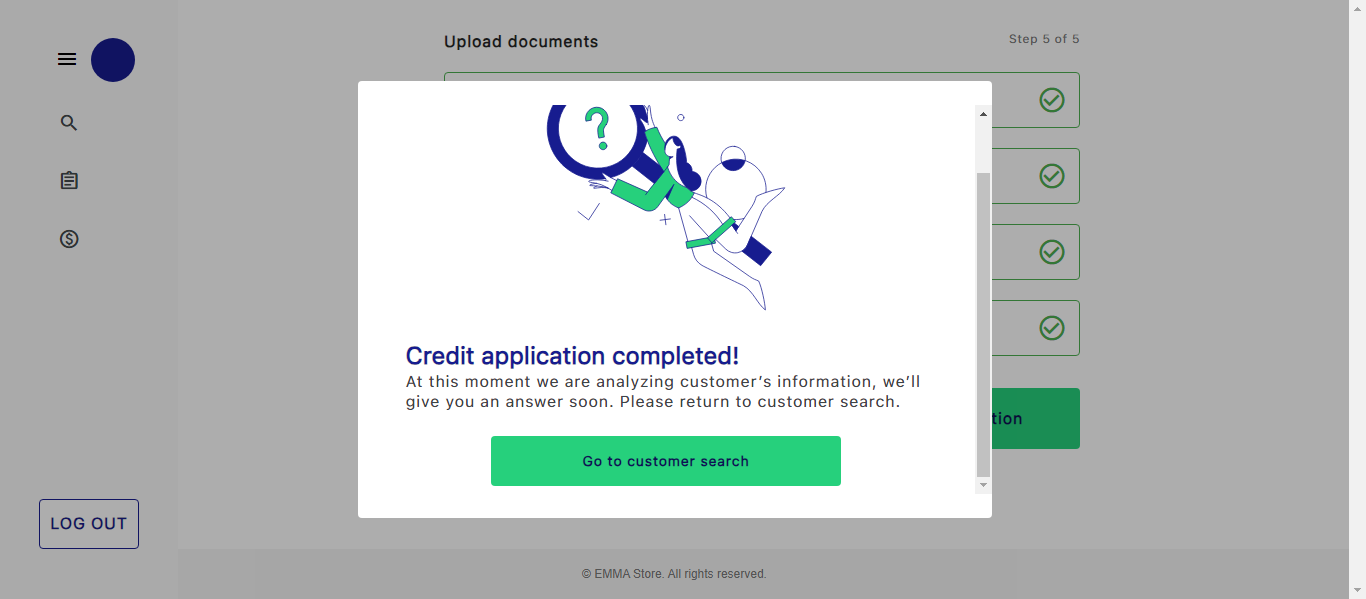 Upload documents
Step 5 of 5
?
Credit application completed!
At this moment we are analyzing customer’s information, we’ll
give you an answer soon. Please return to customer search.
tion
Go to customer search
LOG OUT
© EMMA Store. All rights reserved.